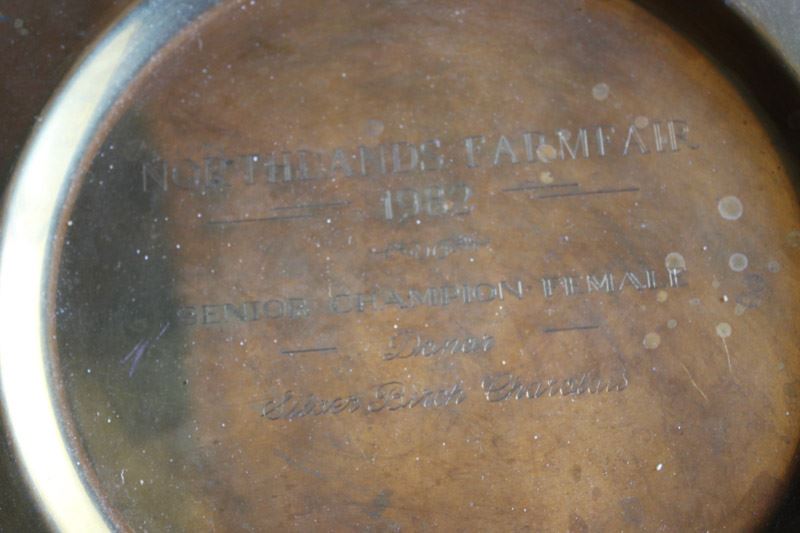 NORTHLANDS FARMFAIR
1982
SENIOR CHAMPION FEMALE
Donor
Silver Birch Charolais